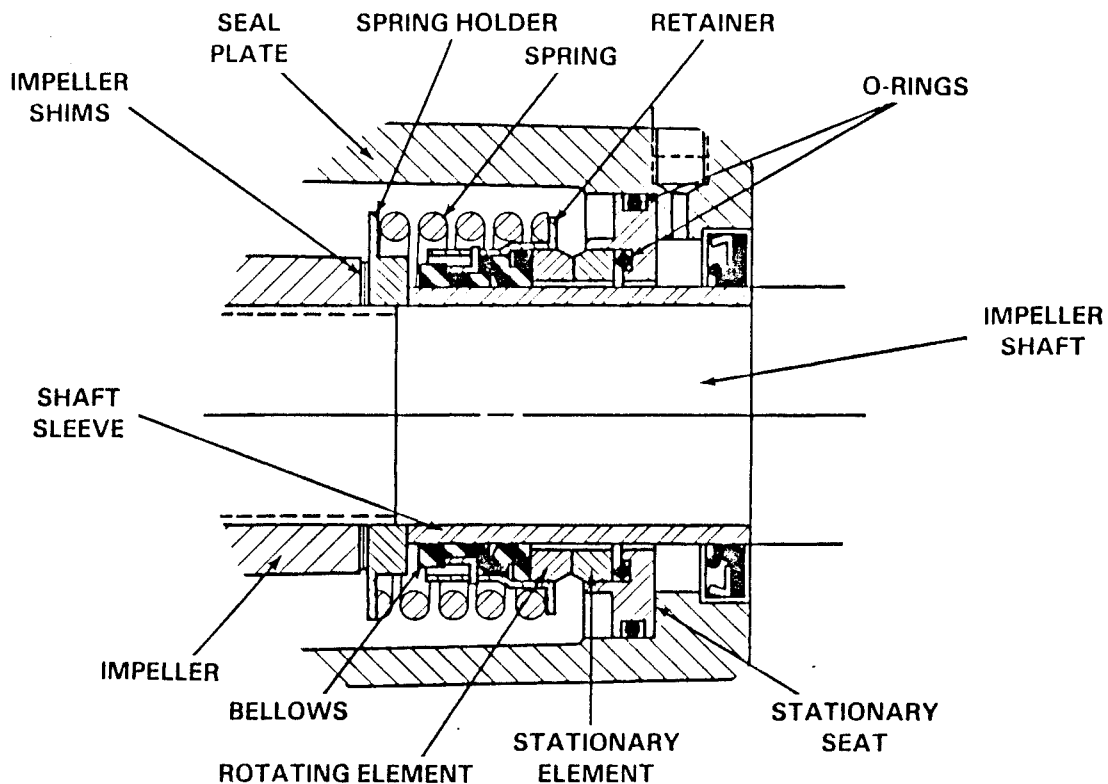 SEAL
PLATE
SPRING HOLDER
RETAINER
SPRING
IMPELLER
SHIMS
O-RINGS
IMPELLER
SHAFT
SHAFT
SLEEVE
IMPELLER
BELLOWS
ROTATING ELEMENT
STATIONARY
ELEMENT
STATIONARY
SEAT